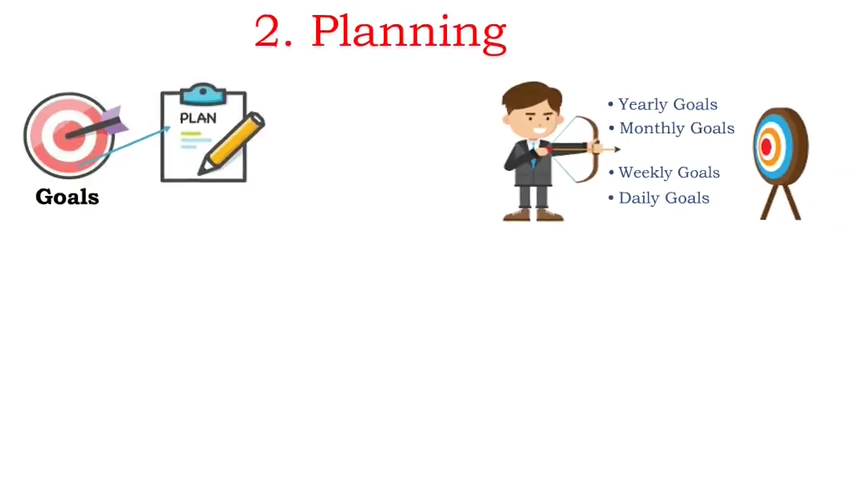 2. Planning
PLAN
Goals
• Yearly Goals
• Monthly Goals
• Weekly Goals
• Daily Goals